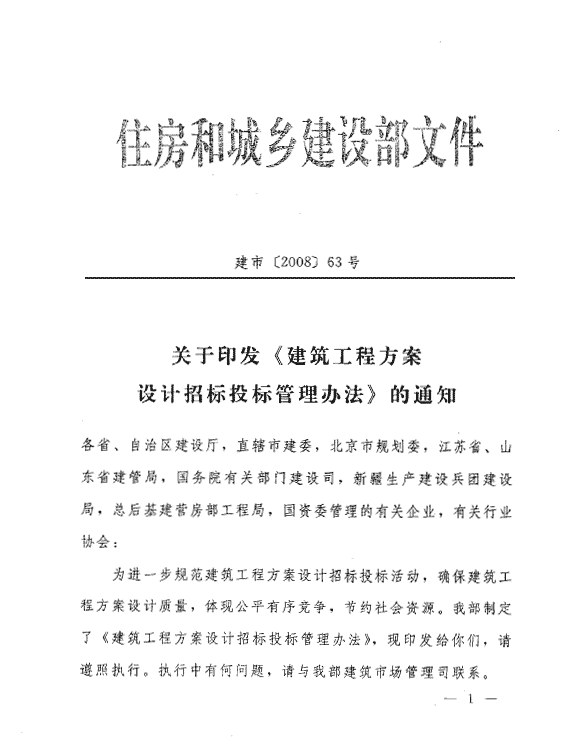 住房和城乡建设部文件
建市〔2008〕63号
关于印发《建筑工程方案
设计招标投标管理办法》的通知
各省、自治区建设厅，直辖市建委，北京市规划委，江苏省、山
东省建管局，国务院有关部门建设司，新疆生产建设兵团建设
局，总后基建营房部工程局，国资委管理的有关企业，有关行业
协会：
为进一步规范建筑工程方案设计招标投标活动，确保建筑工
程方案设计质量，体现公平有序竞争，节约社会资源。我部制定
了《建筑工程方案设计招标投标管理办法》，现印发给你们，请
遵照执行。执行中有何问题，请与我部建筑市场管理司联系。
— 1 —